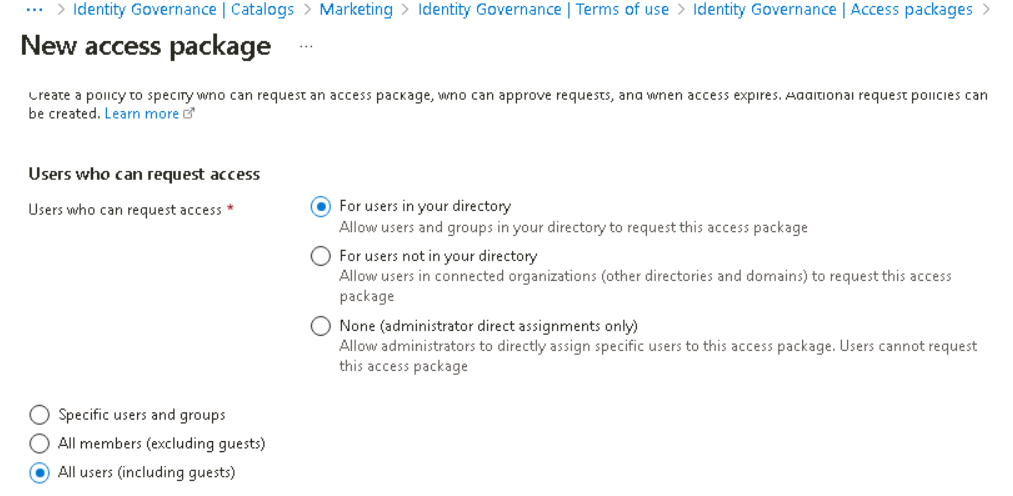 ··· > Identity Governance | Catalogs > Marketing > Identity Governance | Terms of use > Identity Governance | Access packages >
New access package ···
Create a policy to specify who can request an access package, who can approve requests, and when access expires. Additional request policies can
be created. Learn more
Users who can request access
Users who can request access *
For users in your directory
Allow users and groups in your directory to request this access package
For users not in your directory
Allow users in connected organizations (other directories and domains) to request this access
package
None (administrator direct assignments only)
Allow administrators to directly assign specific users to this access package. Users cannot request
this access package
Specific users and groups
All members (excluding guests)
All users (including guests)